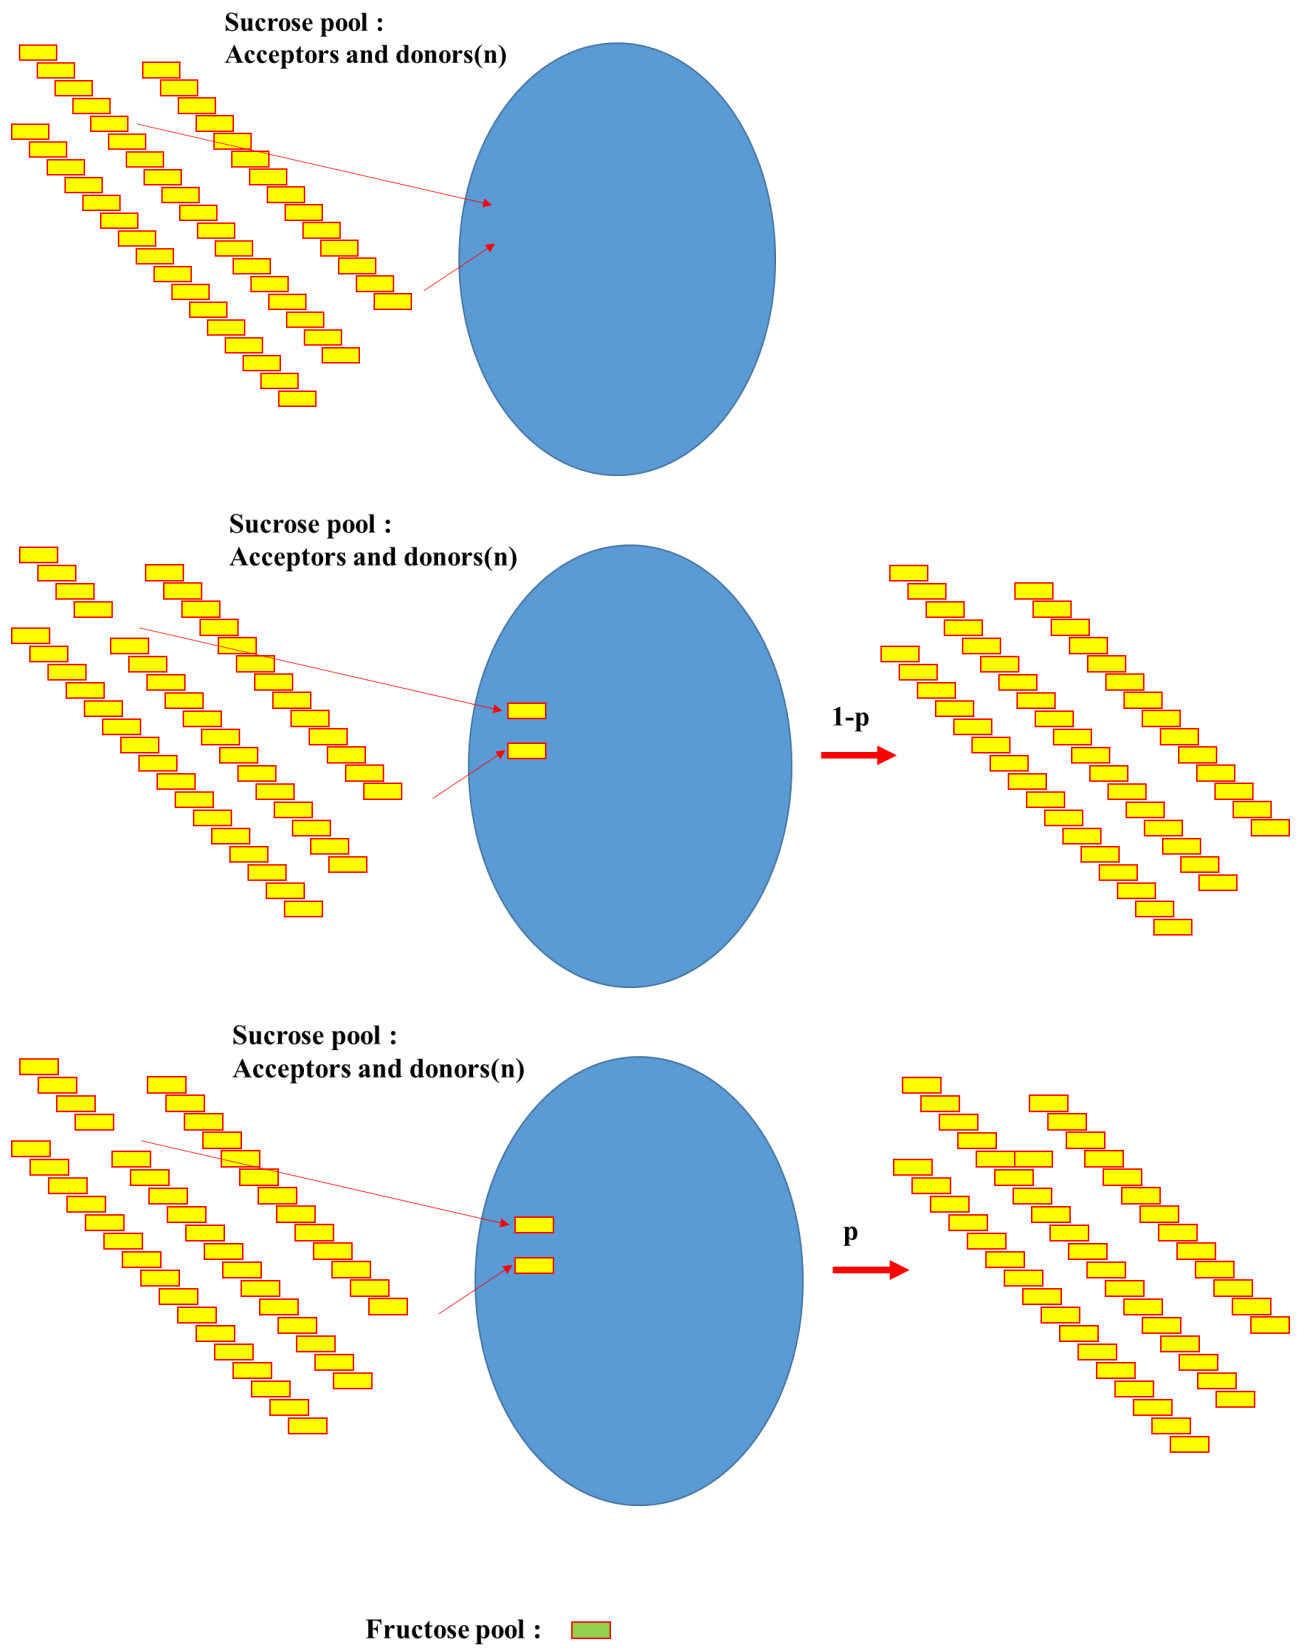 Sucrose pool :
Acceptors and donors(n)
Sucrose pool :
Acceptors and donors(n)
1-p
Sucrose pool :
Acceptors and donors(n)
p
Fructose pool :